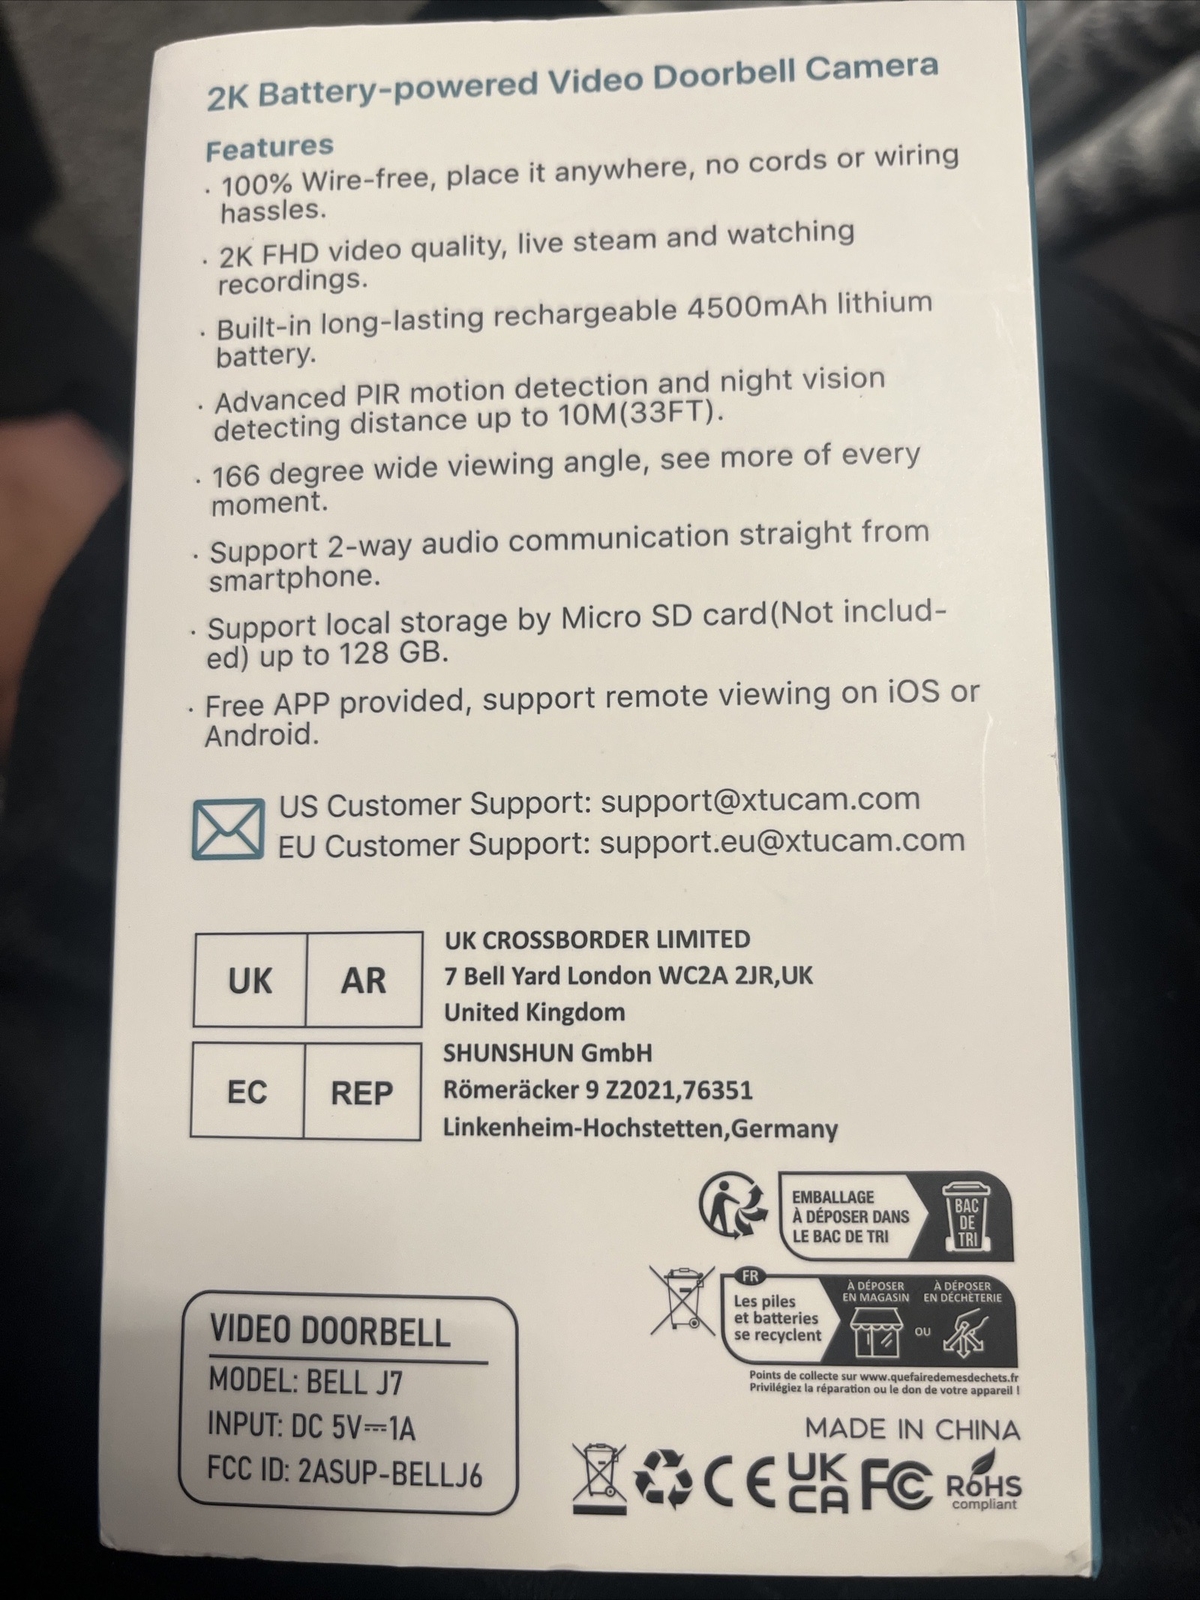 2K Battery-powered Video Doorbell Camera
Features
· 100% Wire-free, place it anywhere, no cords or wiring
hassles.
· 2K FHD video quality, live steam and watching
recordings.
· Built-in long-lasting rechargeable 4500mAh lithium
battery.
· Advanced PIR motion detection and night vision
detecting distance up to 10M(33FT).
· 166 degree wide viewing angle, see more of every
moment.
· Support 2-way audio communication straight from
smartphone.
· Support local storage by Micro SD card(Not includ-
ed) up to 128 GB.
· Free APP provided, support remote viewing on iOS or
Android.
US Customer Support: support@xtucam.com
EU Customer Support: support.eu@xtucam.com
UK AR
UK CROSSBORDER LIMITED
7 Bell Yard London WC2A 2JR,UK
United Kingdom
EC REP
SHUNSHUN GmbH
Römeräcker 9 Z2021,76351
Linkenheim-Hochstetten,Germany
EMBALLAGE
À DÉPOSER DANS
LE BAC DE TRI
BAC
DE
TRI
FR
Les piles
et batteries
se recyclent
À DÉPOSER
EN MAGASIN
OU
À DÉPOSER
EN DÉCHÈTERIE
Points de collecte sur www.quefairedemesdechets.fr
Privilégiez la réparation ou le don de votre appareil !
VIDEO DOORBELL
MODEL: BELL J7
INPUT: DC 5V⎓1A
FCC ID: 2ASUP-BELLJ6
MADE IN CHINA
CE
UK
CA
FC
RoHS
compliant